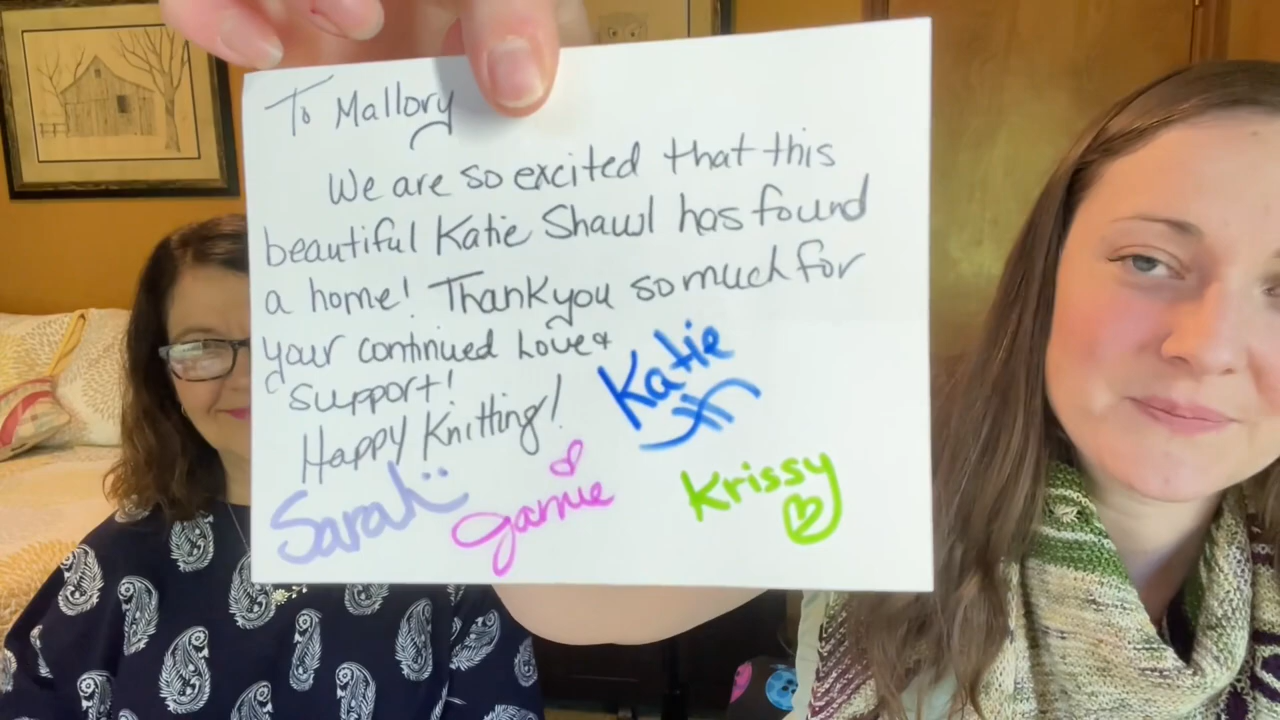 To Mallory
We are so excited that this
beautiful Katie Shawl has found
a home! Thank you so much for
your continued Love &
support!
Happy Knitting!
Katie
Sarah
Jamie
Krissy